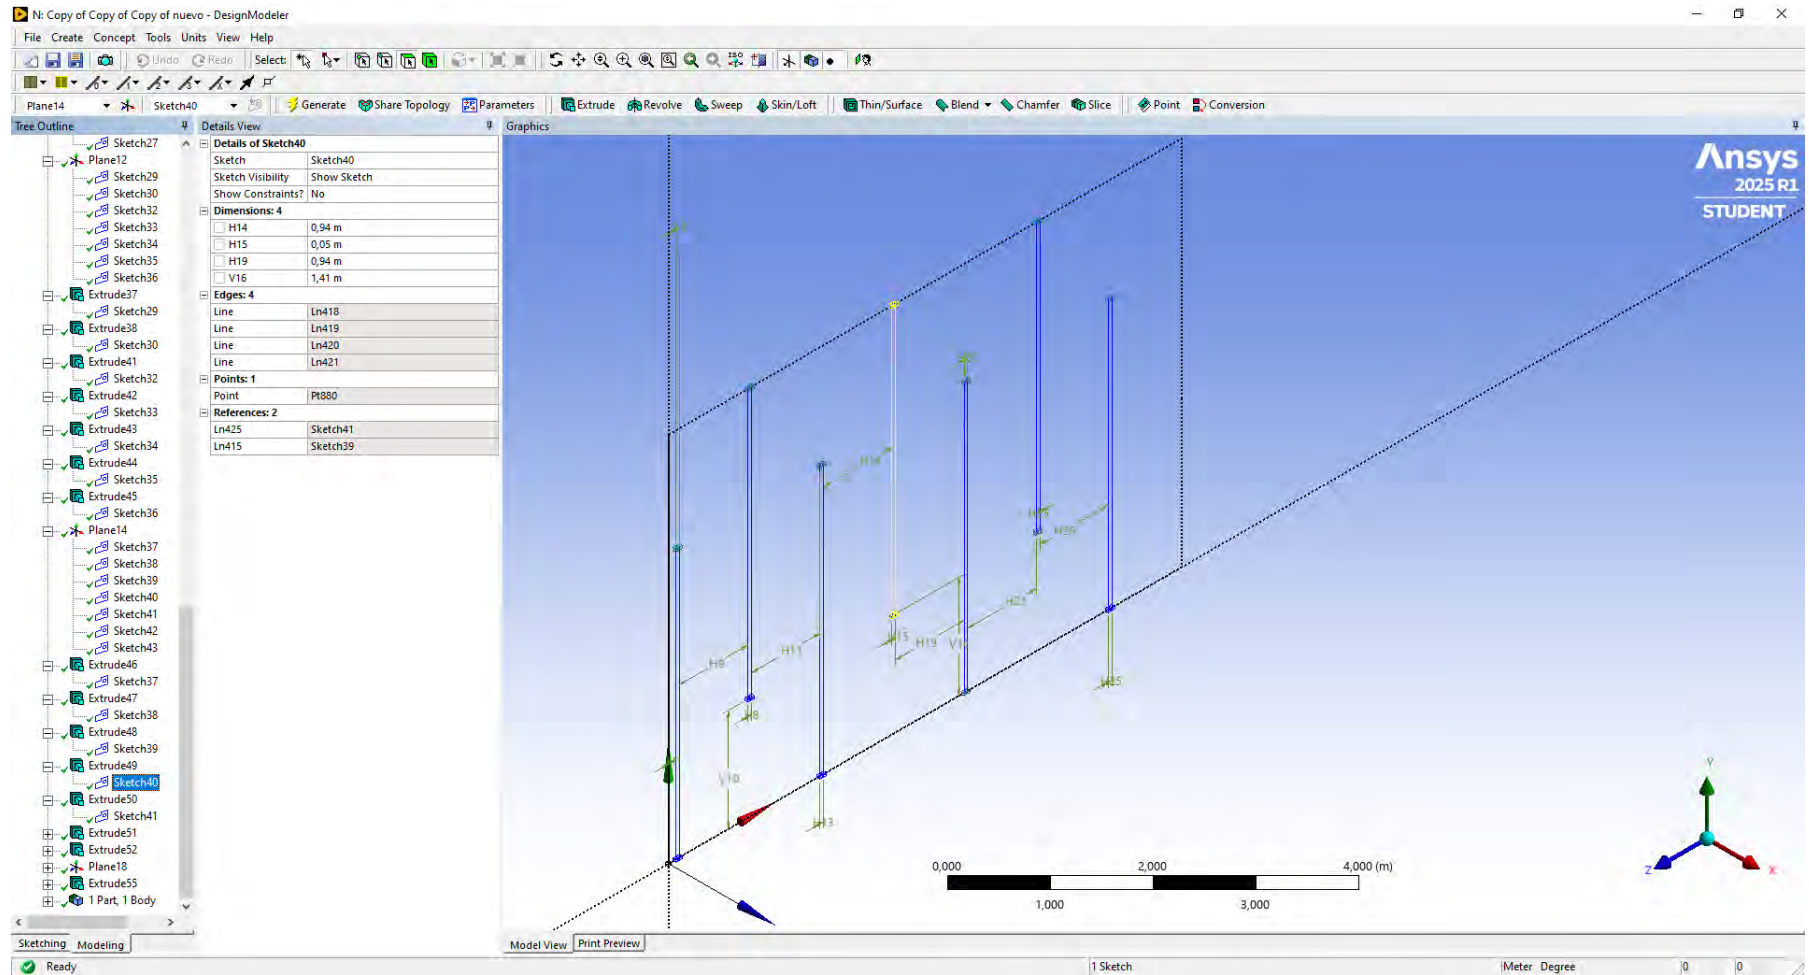 N: Copy of Copy of Copy of nuevo - DesignModeler
File Create Concept Tools Units View Help
Undo Redo Select: ISO
Plane14 Sketch40 Generate Share Topology Parameters Extrude Revolve Sweep Skin/Loft Thin/Surface Blend Chamfer Slice Point Conversion
Tree Outline
Sketch27
Plane12
Sketch29
Sketch30
Sketch32
Sketch33
Sketch34
Sketch35
Sketch36
Extrude37
Sketch29
Extrude38
Sketch30
Extrude41
Sketch32
Extrude42
Sketch33
Extrude43
Sketch34
Extrude44
Sketch35
Extrude45
Sketch36
Plane14
Sketch37
Sketch38
Sketch39
Sketch40
Sketch41
Sketch42
Sketch43
Extrude46
Sketch37
Extrude47
Sketch38
Extrude48
Sketch39
Extrude49
Sketch40
Extrude50
Sketch41
Extrude51
Extrude52
Plane18
Extrude55
1 Part, 1 Body
Sketching Modeling
Details View
Details of Sketch40
Sketch Sketch40
Sketch Visibility Show Sketch
Show Constraints? No
Dimensions: 4
H14 0,94 m
H15 0,05 m
H19 0,94 m
V16 1,41 m
Edges: 4
Line Ln418
Line Ln419
Line Ln420
Line Ln421
Points: 1
Point Pt880
References: 2
Ln425 Sketch41
Ln415 Sketch39
Graphics
Ansys
2025 R1
STUDENT
H14
H26
H21
H15 H19
H11
H9
H25
H8
V10
H13
0,000 2,000 4,000 (m)
1,000 3,000
Y
Z X
Model View Print Preview
Ready 1 Sketch Meter Degree 0 0